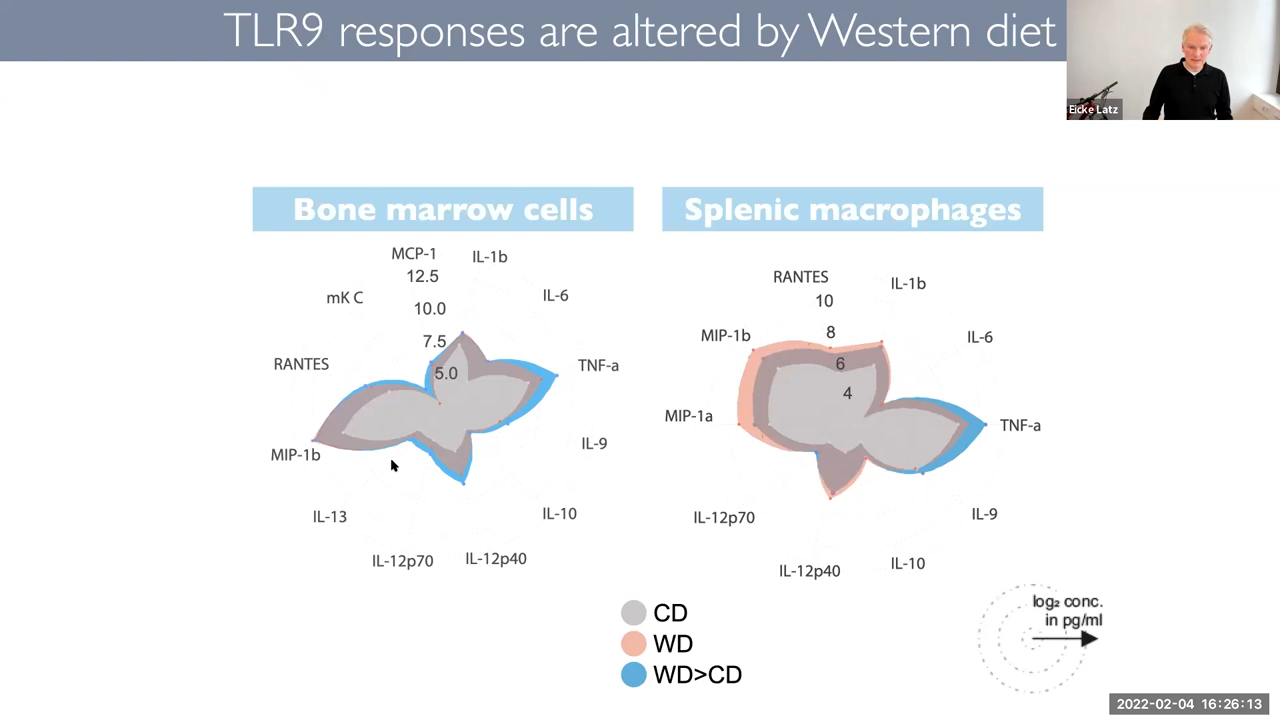 TLR9 responses are altered by Western diet
Eicke Latz
Bone marrow cells
MCP-1
IL-1b
12.5
mK C
IL-6
10.0
7.5
RANTES
TNF-a
5.0
IL-9
MIP-1b
IL-13
IL-10
IL-12p70
IL-12p40
Splenic macrophages
RANTES
IL-1b
10
MIP-1b
8
IL-6
6
4
MIP-1a
TNF-a
IL-12p70
IL-9
IL-12p40
IL-10
CD
WD
WD>CD
log₂ conc.
in pg/ml
2022-02-04 16:26:13